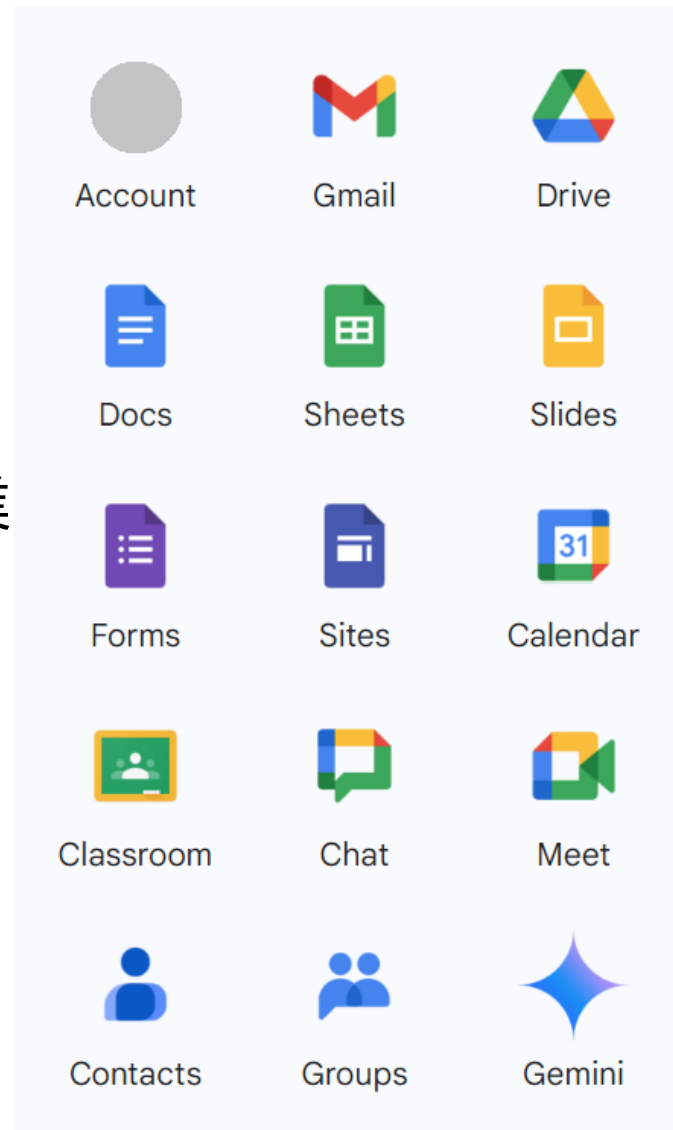 Account Gmail Drive
Docs Sheets Slides
Forms Sites 31 Calendar
Classroom Chat Meet
Contacts Groups Gemini